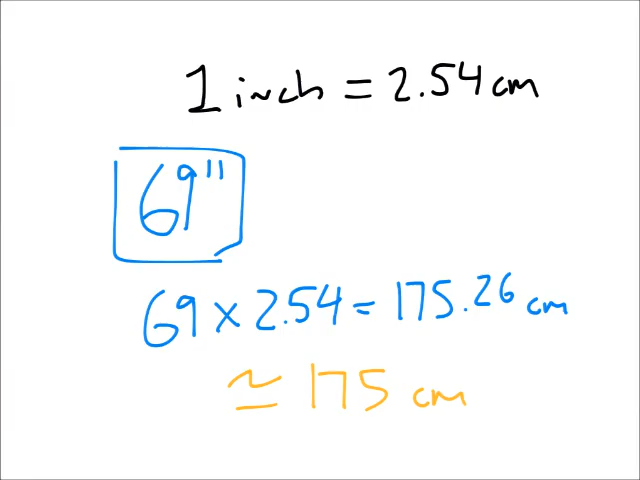 1 inch = 2.54 cm
69"
69 x 2.54 = 175.26 cm
≃ 175 cm